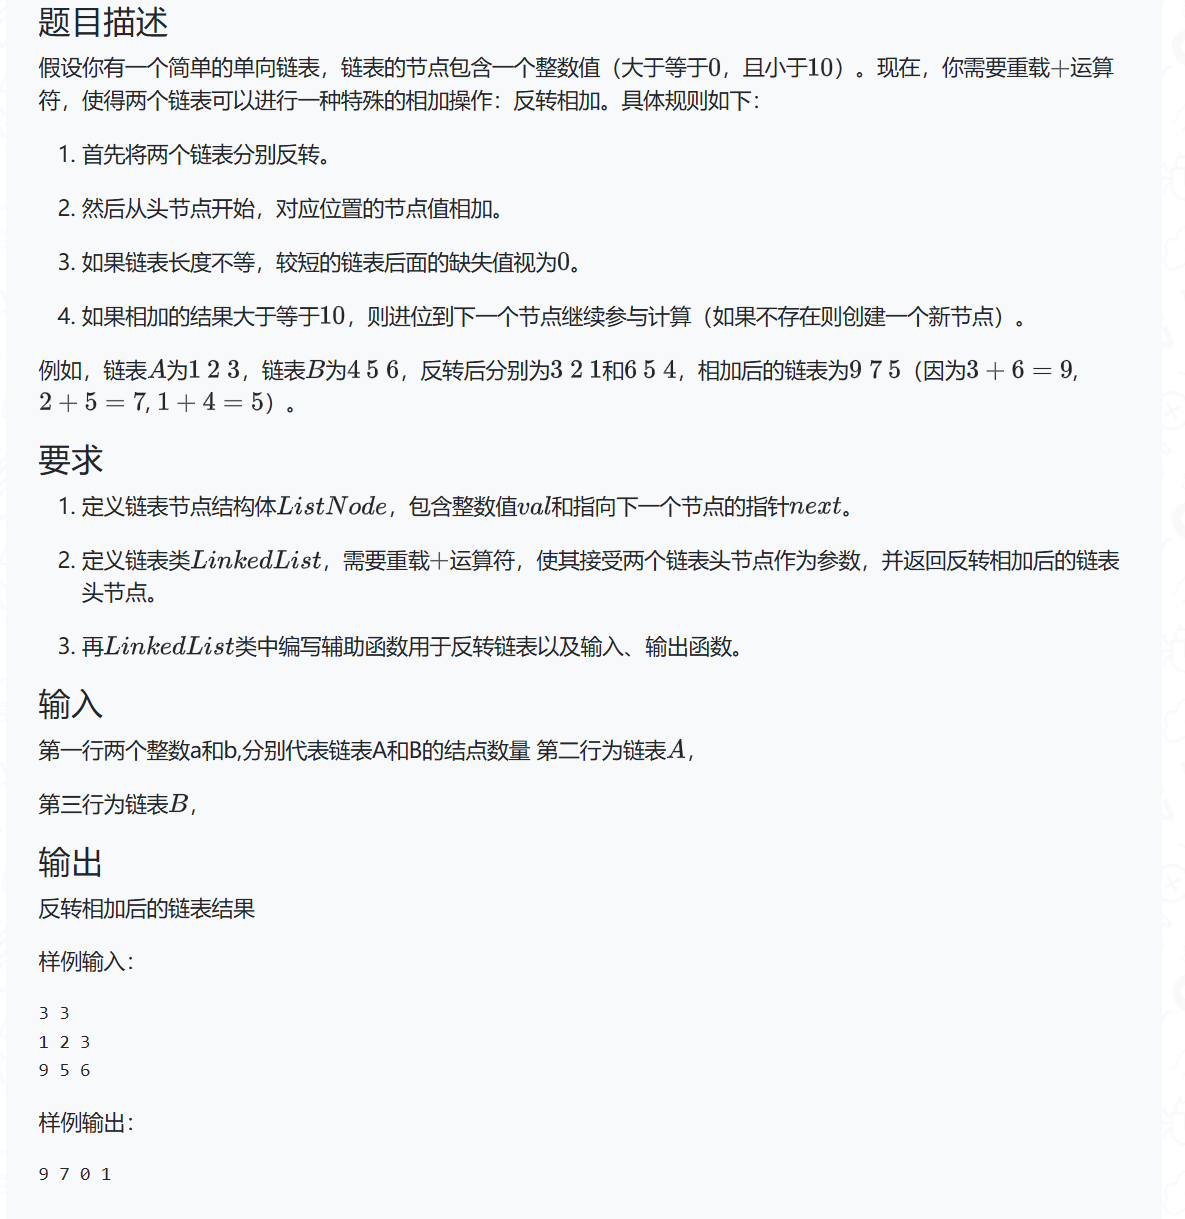 题目描述
假设你有一个简单的单向链表，链表的节点包含一个整数值（大于等于0，且小于10）。现在，你需要重载+运算
符，使得两个链表可以进行一种特殊的相加操作：反转相加。具体规则如下：
1. 首先将两个链表分别反转。
2. 然后从头节点开始，对应位置的节点值相加。
3. 如果链表长度不等，较短的链表后面的缺失值视为0。
4. 如果相加的结果大于等于10，则进位到下一个节点继续参与计算（如果不存在则创建一个新节点）。
例如，链表A为1 2 3，链表B为4 5 6，反转后分别为3 2 1和6 5 4，相加后的链表为9 7 5（因为3 + 6 = 9,
2 + 5 = 7, 1 + 4 = 5）。
要求
1. 定义链表节点结构体ListNode，包含整数值val和指向下一个节点的指针next。
2. 定义链表类LinkedList，需要重载+运算符，使其接受两个链表头节点作为参数，并返回反转相加后的链表
头节点。
3. 再LinkedList类中编写辅助函数用于反转链表以及输入、输出函数。
输入
第一行两个整数a和b,分别代表链表A和B的结点数量 第二行为链表A，
第三行为链表B，
输出
反转相加后的链表结果
样例输入：
3 3
1 2 3
9 5 6
样例输出：
9 7 0 1